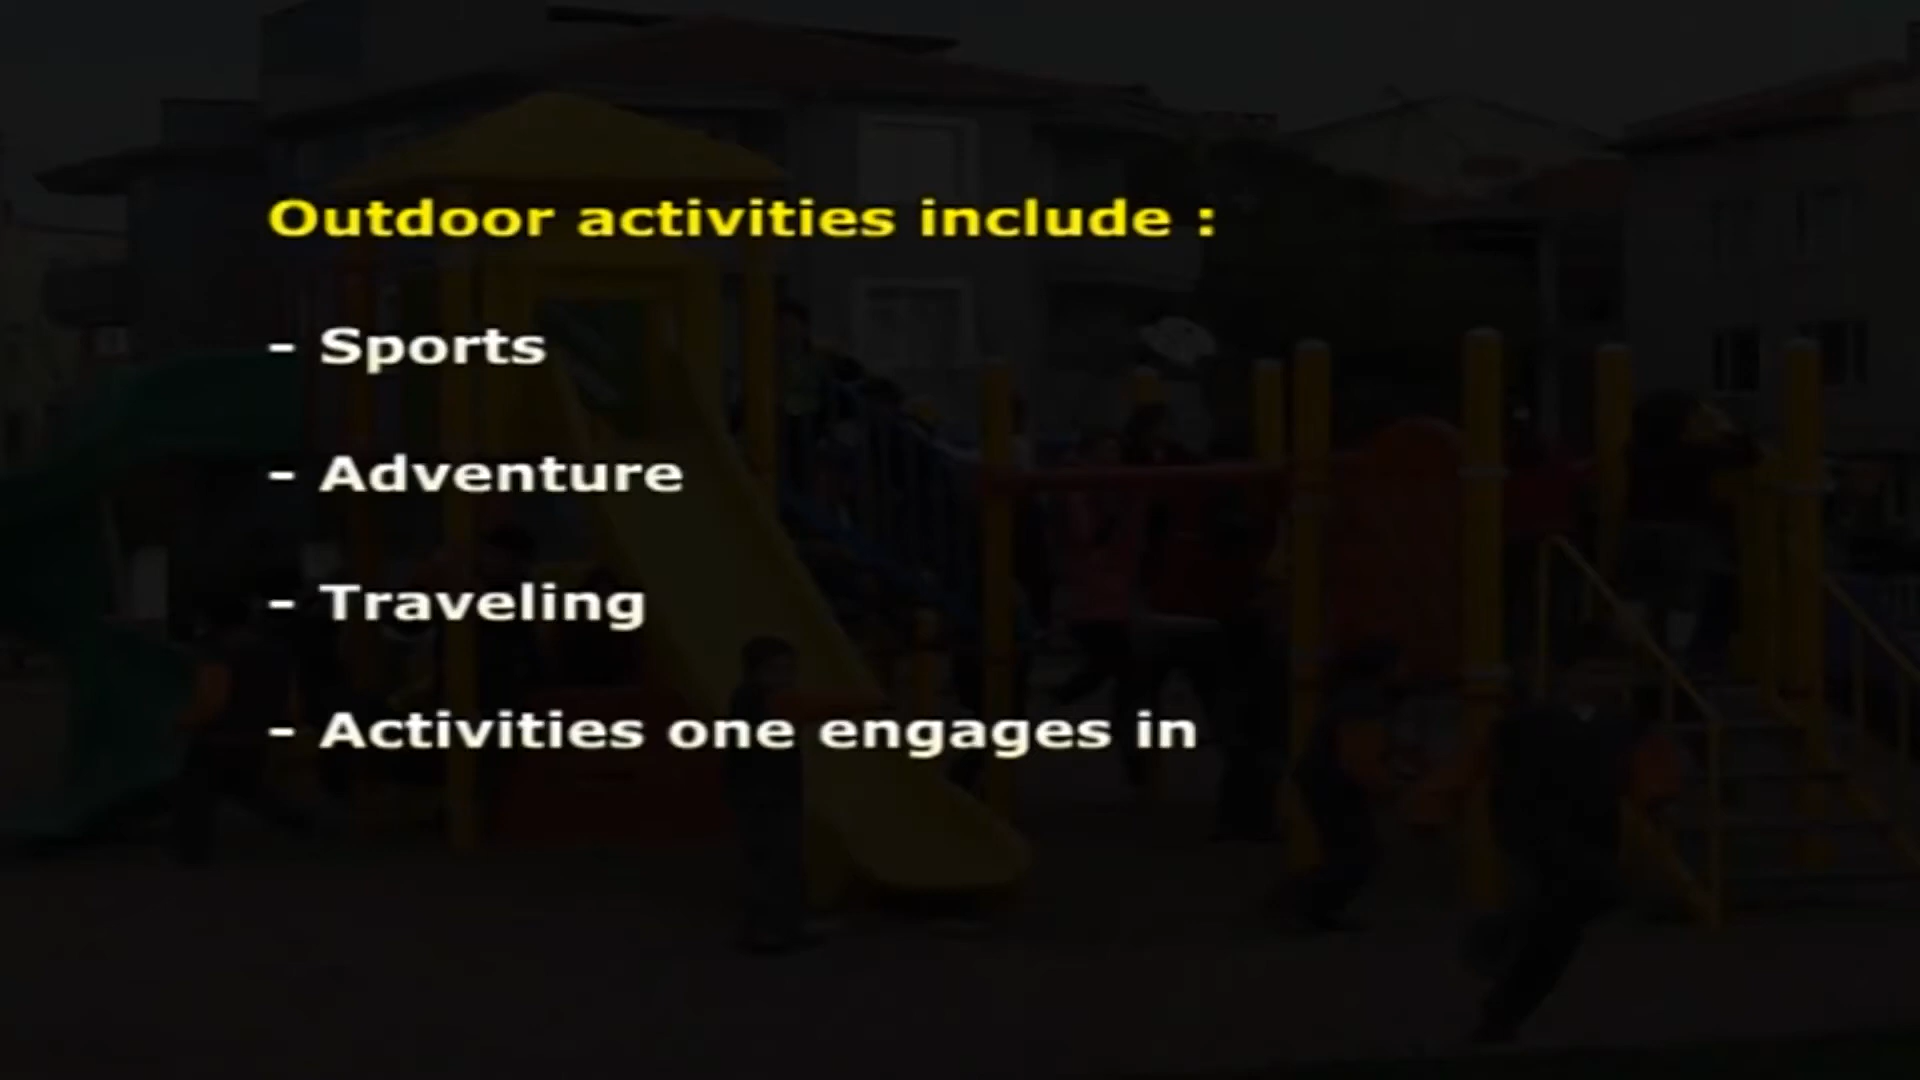 Outdoor activities include :
- Sports
- Adventure
- Traveling
- Activities one engages in